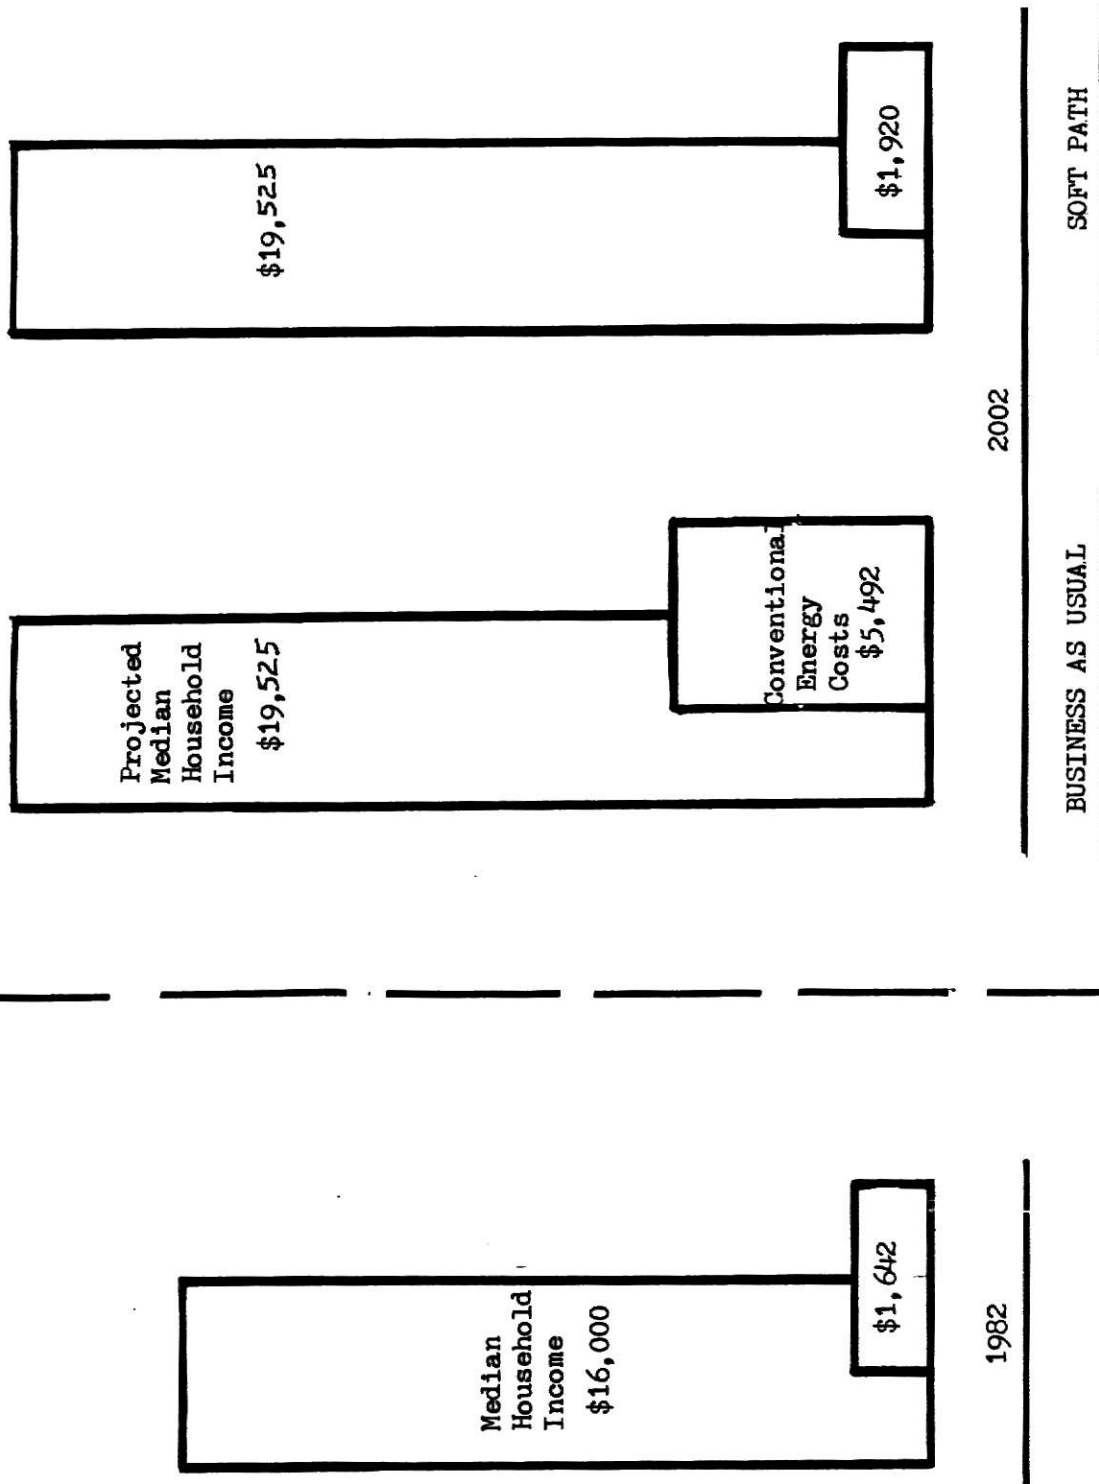 Median
Household
Income
$16,000
$1,642
1982
Projected
Median
Household
Income
$19,525
Conventional
Energy
Costs
$5,492
$19,525
$1,920
2002
BUSINESS AS USUAL
SOFT PATH